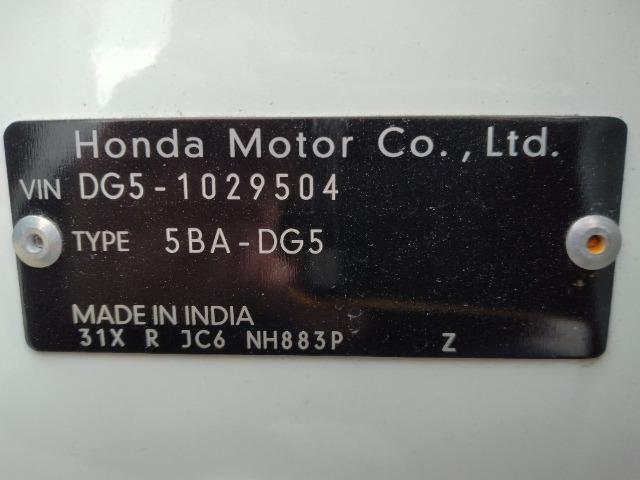 Honda Motor Co., Ltd.
VIN DG5-1029504
TYPE 5BA-DG5
MADE IN INDIA
31X R JC6 NH883P Z